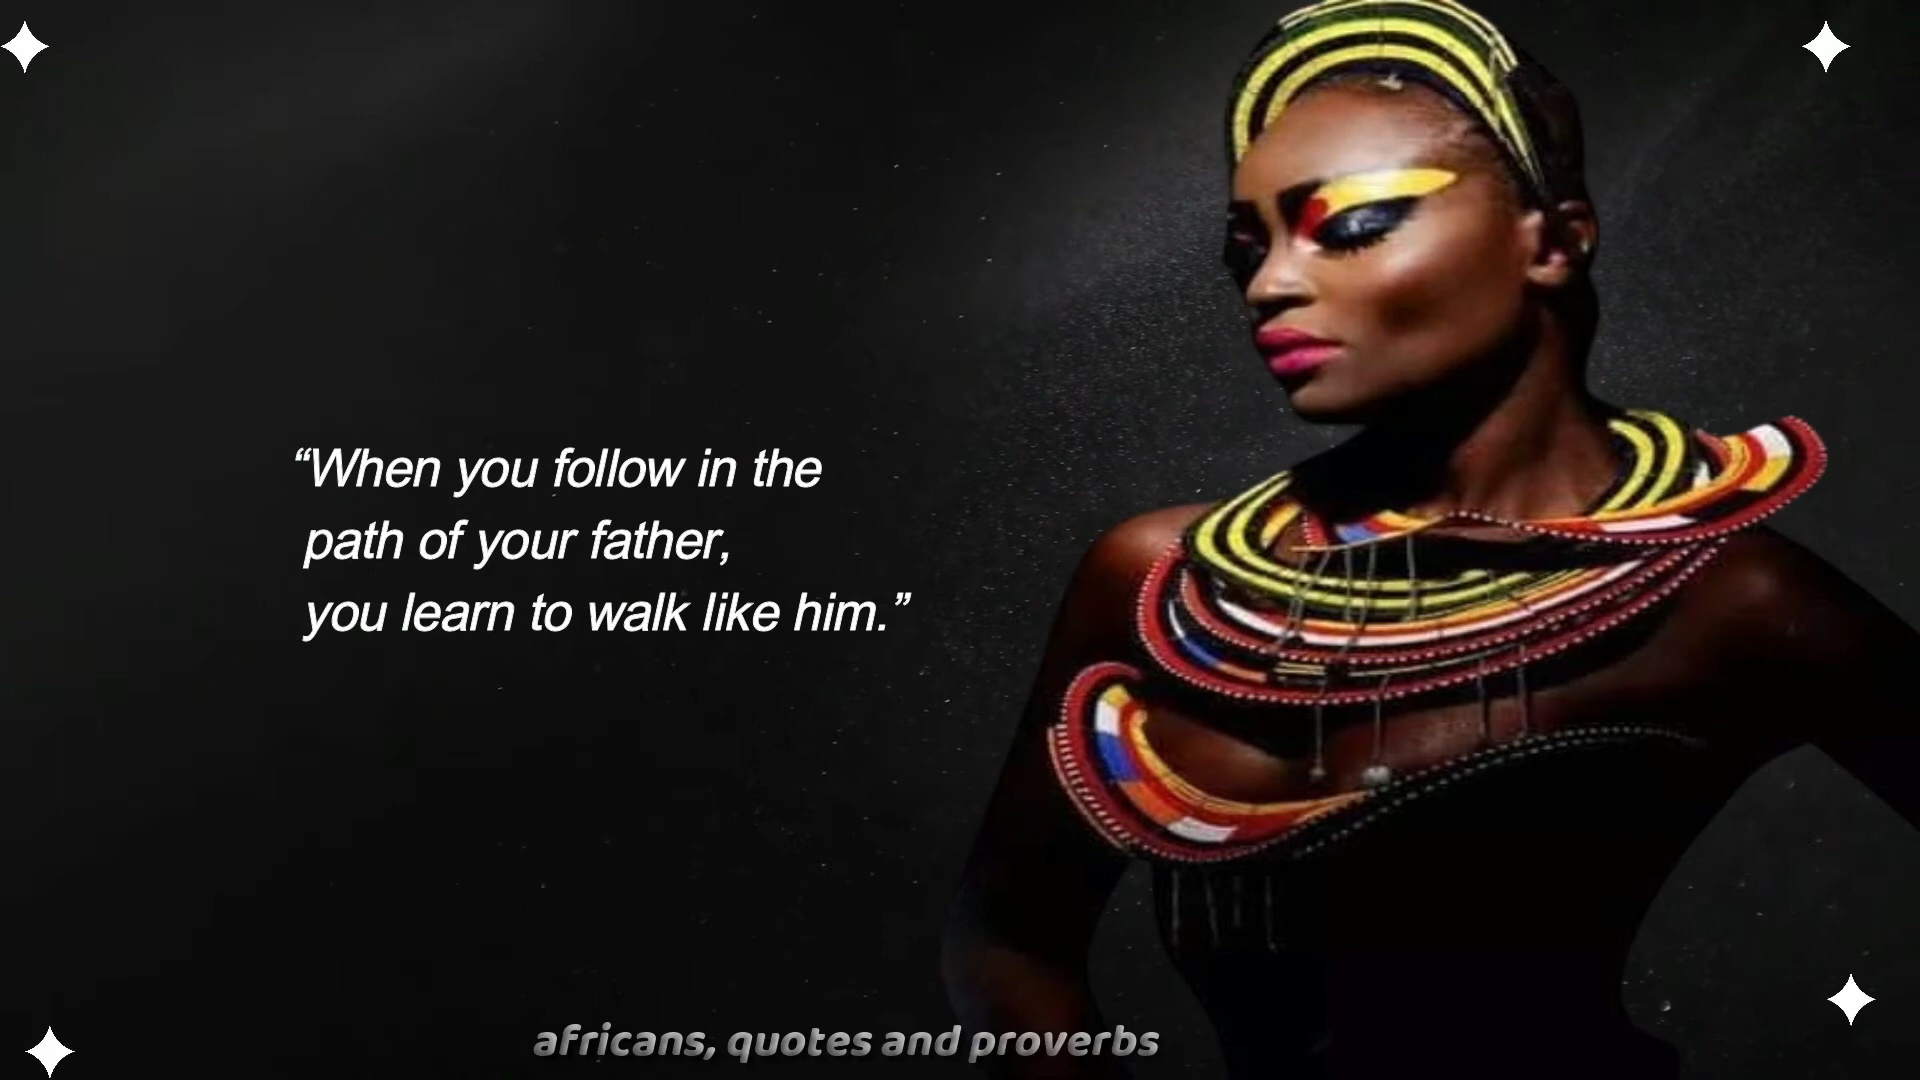 “When you follow in the
path of your father,
you learn to walk like him.”
africans, quotes and proverbs